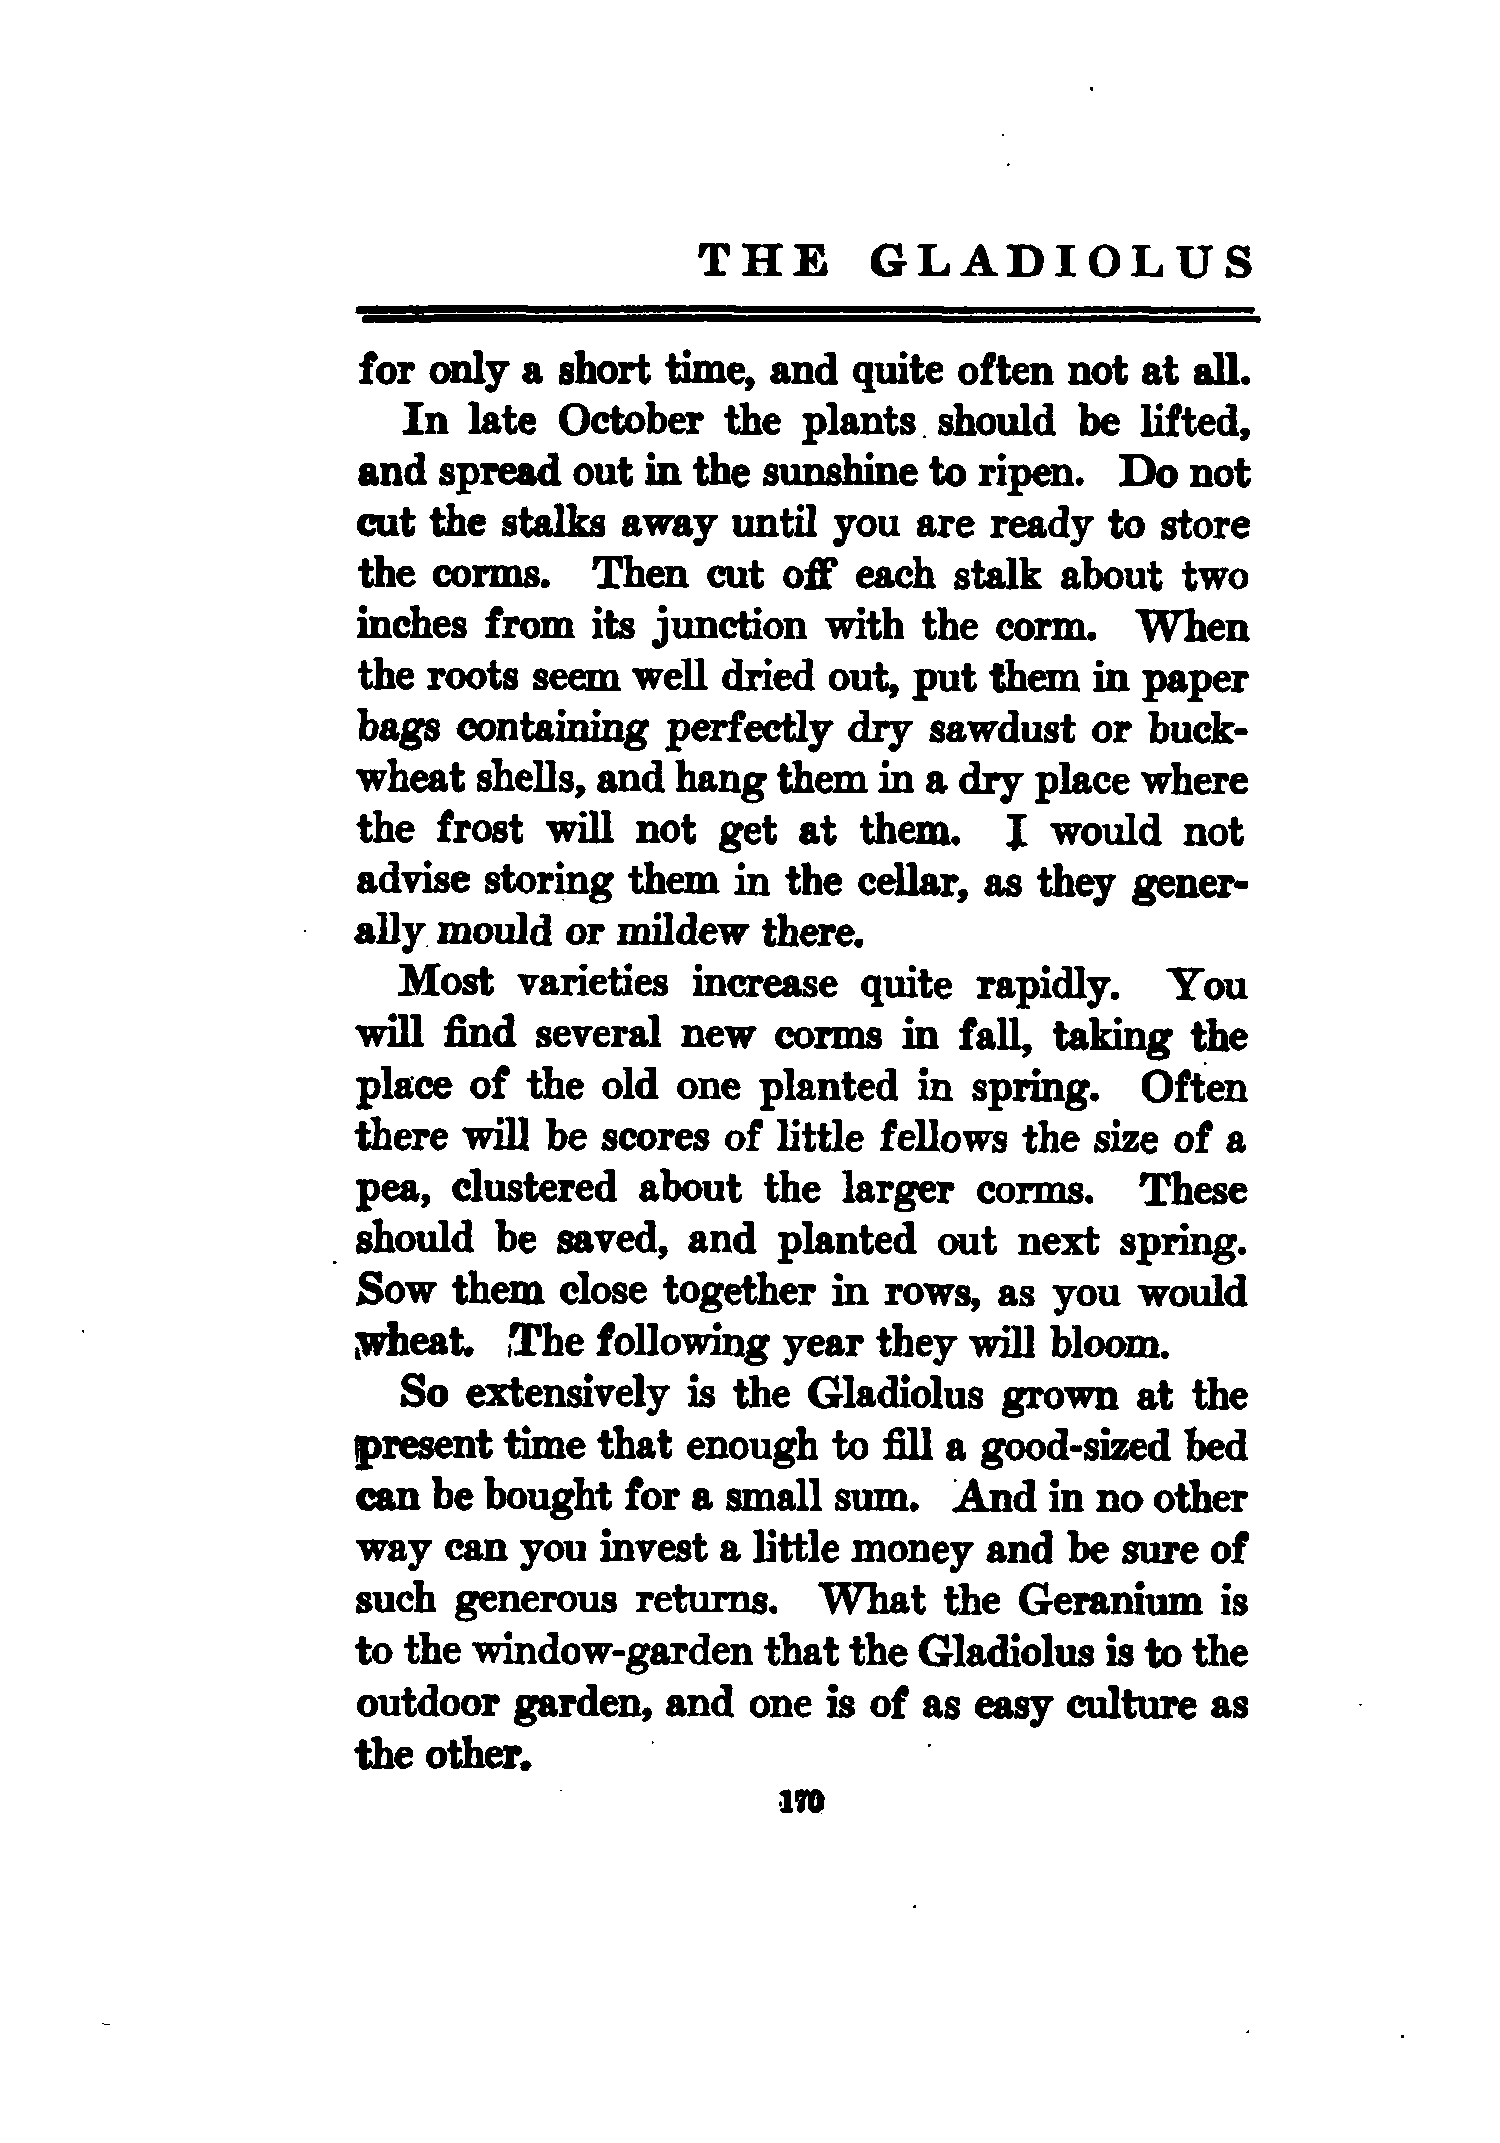 THE GLADIOLUS
for only a short time, and quite often not at all.
In late October the plants should be lifted,
and spread out in the sunshine to ripen. Do not
cut the stalks away until you are ready to store
the corms. Then cut off each stalk about two
inches from its junction with the corm. When
the roots seem well dried out, put them in paper
bags containing perfectly dry sawdust or buck-
wheat shells, and hang them in a dry place where
the frost will not get at them. I would not
advise storing them in the cellar, as they gener-
ally mould or mildew there.
Most varieties increase quite rapidly. You
will find several new corms in fall, taking the
place of the old one planted in spring. Often
there will be scores of little fellows the size of a
pea, clustered about the larger corms. These
should be saved, and planted out next spring.
Sow them close together in rows, as you would
wheat. The following year they will bloom.
So extensively is the Gladiolus grown at the
present time that enough to fill a good-sized bed
can be bought for a small sum. And in no other
way can you invest a little money and be sure of
such generous returns. What the Geranium is
to the window-garden that the Gladiolus is to the
outdoor garden, and one is of as easy culture as
the other.
170